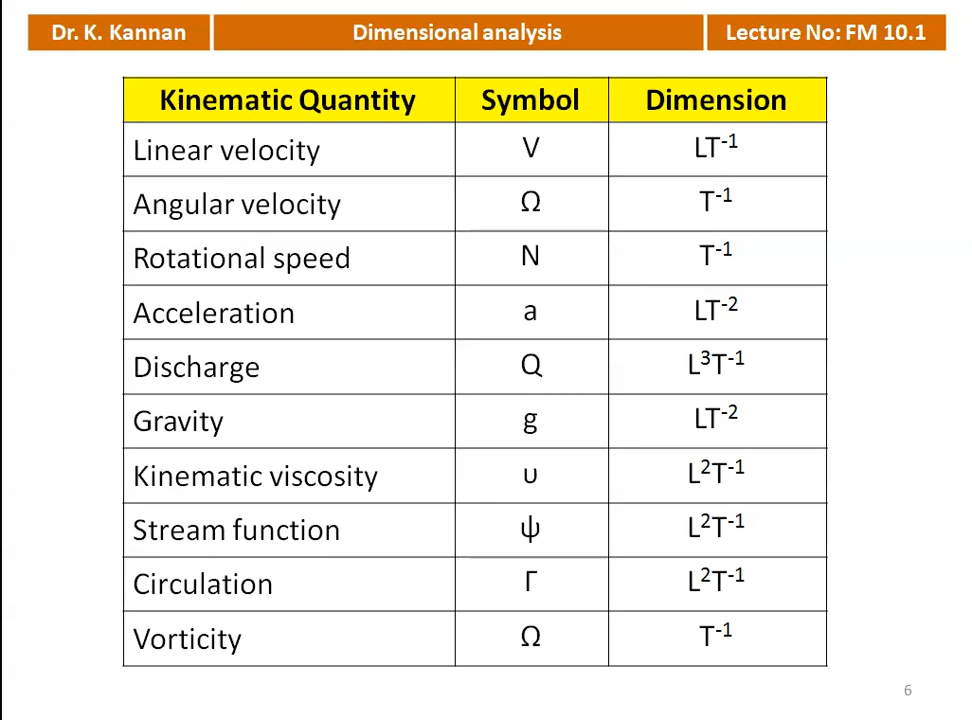 Dr. K. Kannan Dimensional analysis Lecture No: FM 10.1
Kinematic Quantity Symbol Dimension
Linear velocity V LT⁻¹
Angular velocity Ω T⁻¹
Rotational speed N T⁻¹
Acceleration a LT⁻²
Discharge Q L³T⁻¹
Gravity g LT⁻²
Kinematic viscosity υ L²T⁻¹
Stream function ψ L²T⁻¹
Circulation Γ L²T⁻¹
Vorticity Ω T⁻¹
6